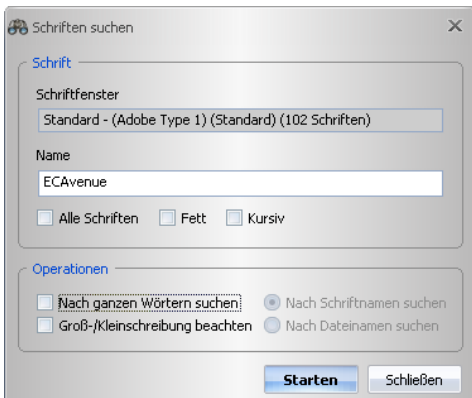 Schriften suchen
Schrift
Schriftfenster
Standard - (Adobe Type 1) (Standard) (102 Schriften)
Name
ECAvenue
Alle Schriften Fett Kursiv
Operationen
Nach ganzen Wörtern suchen Nach Schriftnamen suchen
Groß-/Kleinschreibung beachten Nach Dateinamen suchen
Starten Schließen